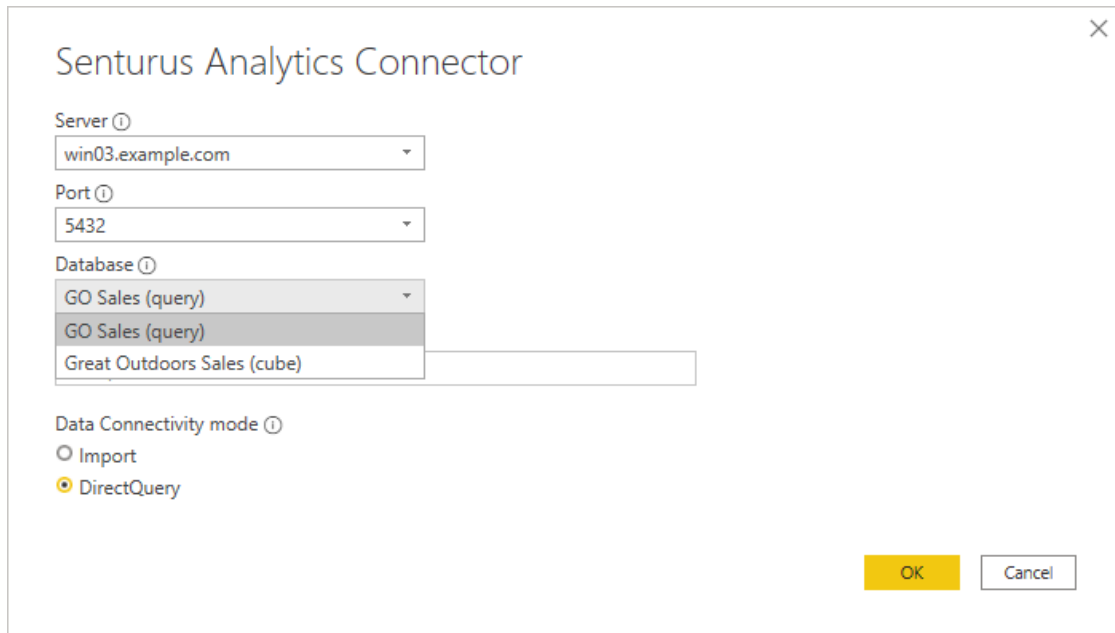 Senturus Analytics Connector
Server
win03.example.com
Port
5432
Database
GO Sales (query)
GO Sales (query)
Great Outdoors Sales (cube)
Data Connectivity mode
Import
DirectQuery
OK Cancel